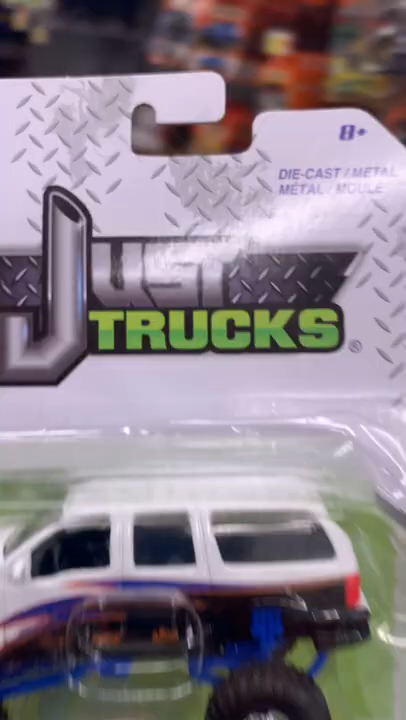 8+
DIE-CAST / METAL
MÉTAL / MOULÉ
JUST
TRUCKS®